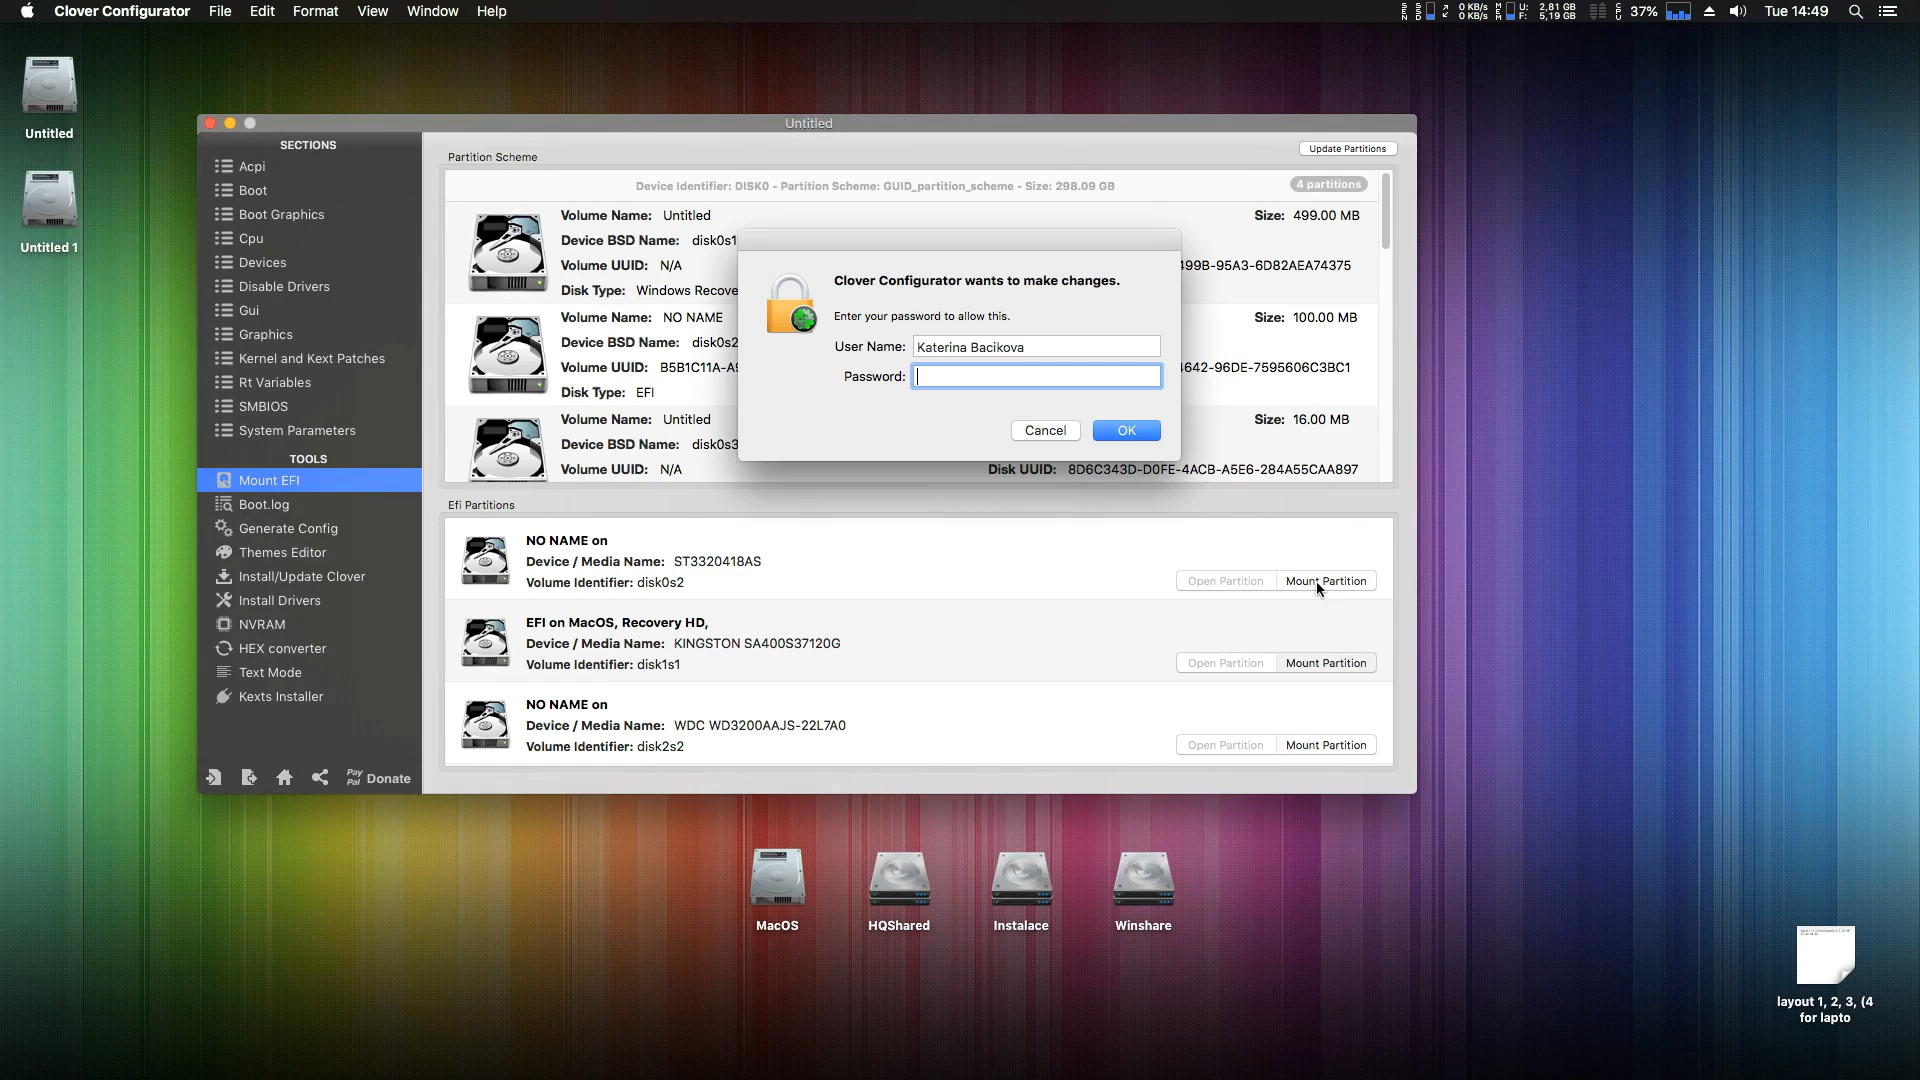 Clover Configurator File Edit Format View Window Help
0 KB/s 0 KB/s U: 2,81 GB F: 5,19 GB 37% Tue 14:49
Untitled
Untitled 1
Untitled
SECTIONS
Acpi
Boot
Boot Graphics
Cpu
Devices
Disable Drivers
Gui
Graphics
Kernel and Kext Patches
Rt Variables
SMBIOS
System Parameters
TOOLS
Mount EFI
Boot.log
Generate Config
Themes Editor
Install/Update Clover
Install Drivers
NVRAM
HEX converter
Text Mode
Kexts Installer
Pay Pal Donate
Partition Scheme
Update Partitions
Device Identifier: DISK0 - Partition Scheme: GUID_partition_scheme - Size: 298.09 GB
4 partitions
Volume Name: Untitled
Size: 499.00 MB
Device BSD Name: disk0s1
Volume UUID: N/A
499B-95A3-6D82AEA74375
Disk Type: Windows Recove
Volume Name: NO NAME
Size: 100.00 MB
Device BSD Name: disk0s2
Volume UUID: B5B1C11A-A9
4642-96DE-7595606C3BC1
Disk Type: EFI
Volume Name: Untitled
Size: 16.00 MB
Device BSD Name: disk0s3
Volume UUID: N/A
Disk UUID: 8D6C343D-D0FE-4ACB-A5E6-284A55CAA897
Clover Configurator wants to make changes.
Enter your password to allow this.
User Name: Katerina Bacikova
Password:
Cancel OK
Efi Partitions
NO NAME on
Device / Media Name: ST3320418AS
Volume Identifier: disk0s2
Open Partition Mount Partition
EFI on MacOS, Recovery HD,
Device / Media Name: KINGSTON SA400S37120G
Volume Identifier: disk1s1
Open Partition Mount Partition
NO NAME on
Device / Media Name: WDC WD3200AAJS-22L7A0
Volume Identifier: disk2s2
Open Partition Mount Partition
MacOS
HQShared
Instalace
Winshare
layout 1, 2, 3, (4
for lapto